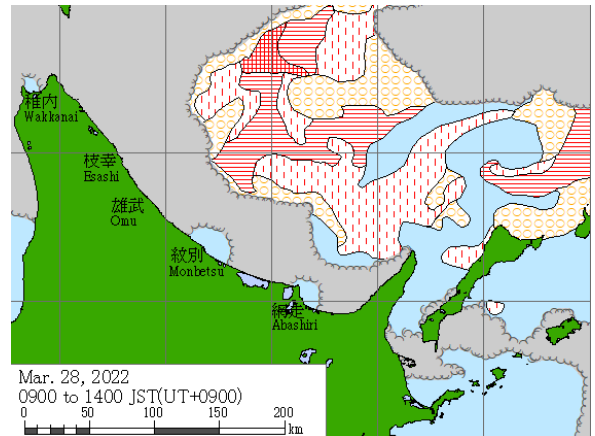 稚内
Wakkanai
枝幸
Esashi
雄武
Omu
紋別
Monbetsu
網走
Abashiri
Mar. 28, 2022
0900 to 1400 JST(UT+0900)
0 50 100 150 200
km